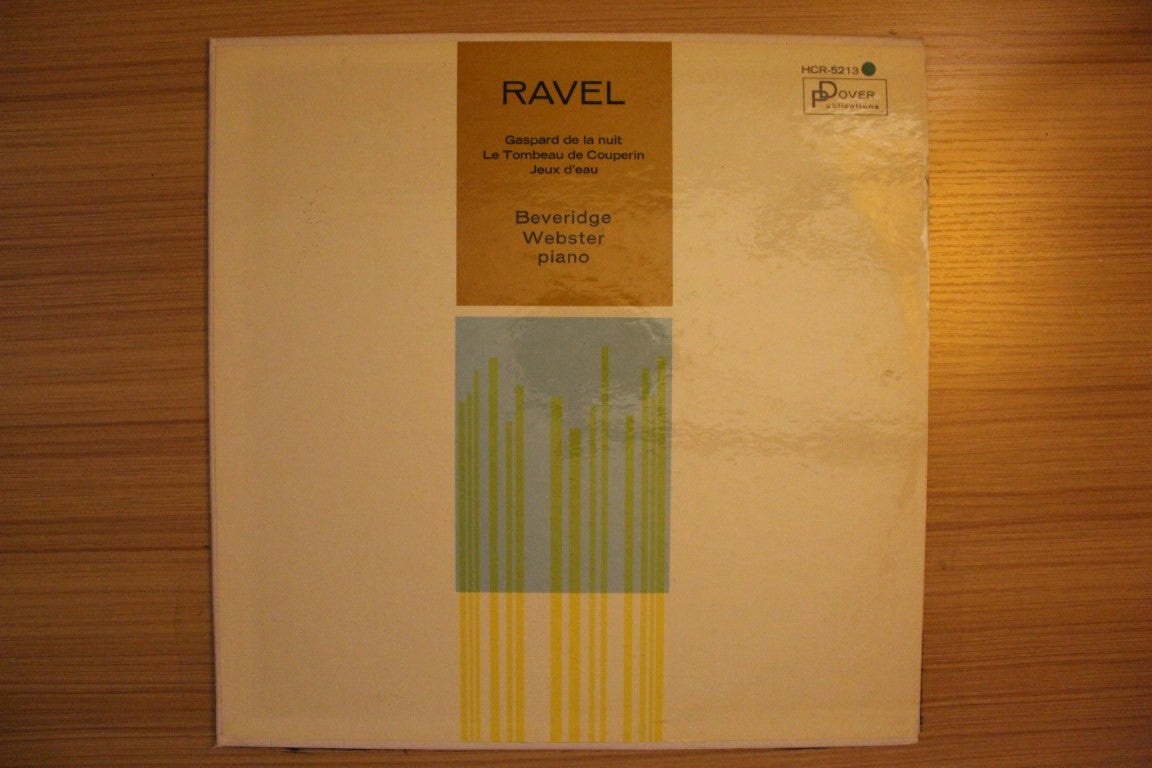 RAVEL
Gaspard de la nuit
Le Tombeau de Couperin
Jeux d'eau
Beveridge
Webster
piano
HCR-5213
DOVER
Publications